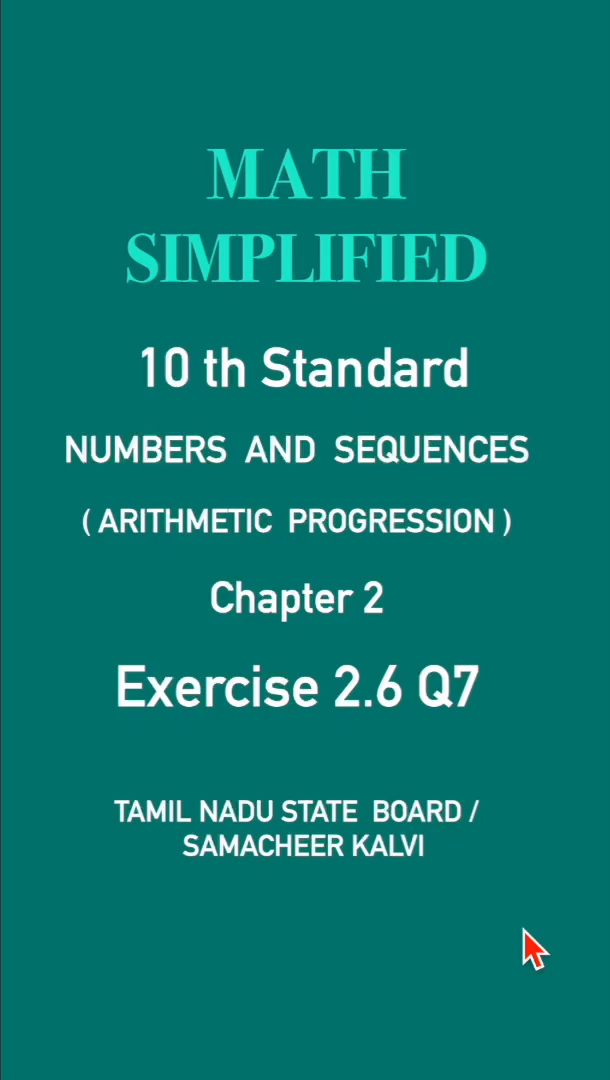 MATH
SIMPLIFIED
10 th Standard
NUMBERS AND SEQUENCES
( ARITHMETIC PROGRESSION )
Chapter 2
Exercise 2.6 Q7
TAMIL NADU STATE BOARD /
SAMACHEER KALVI